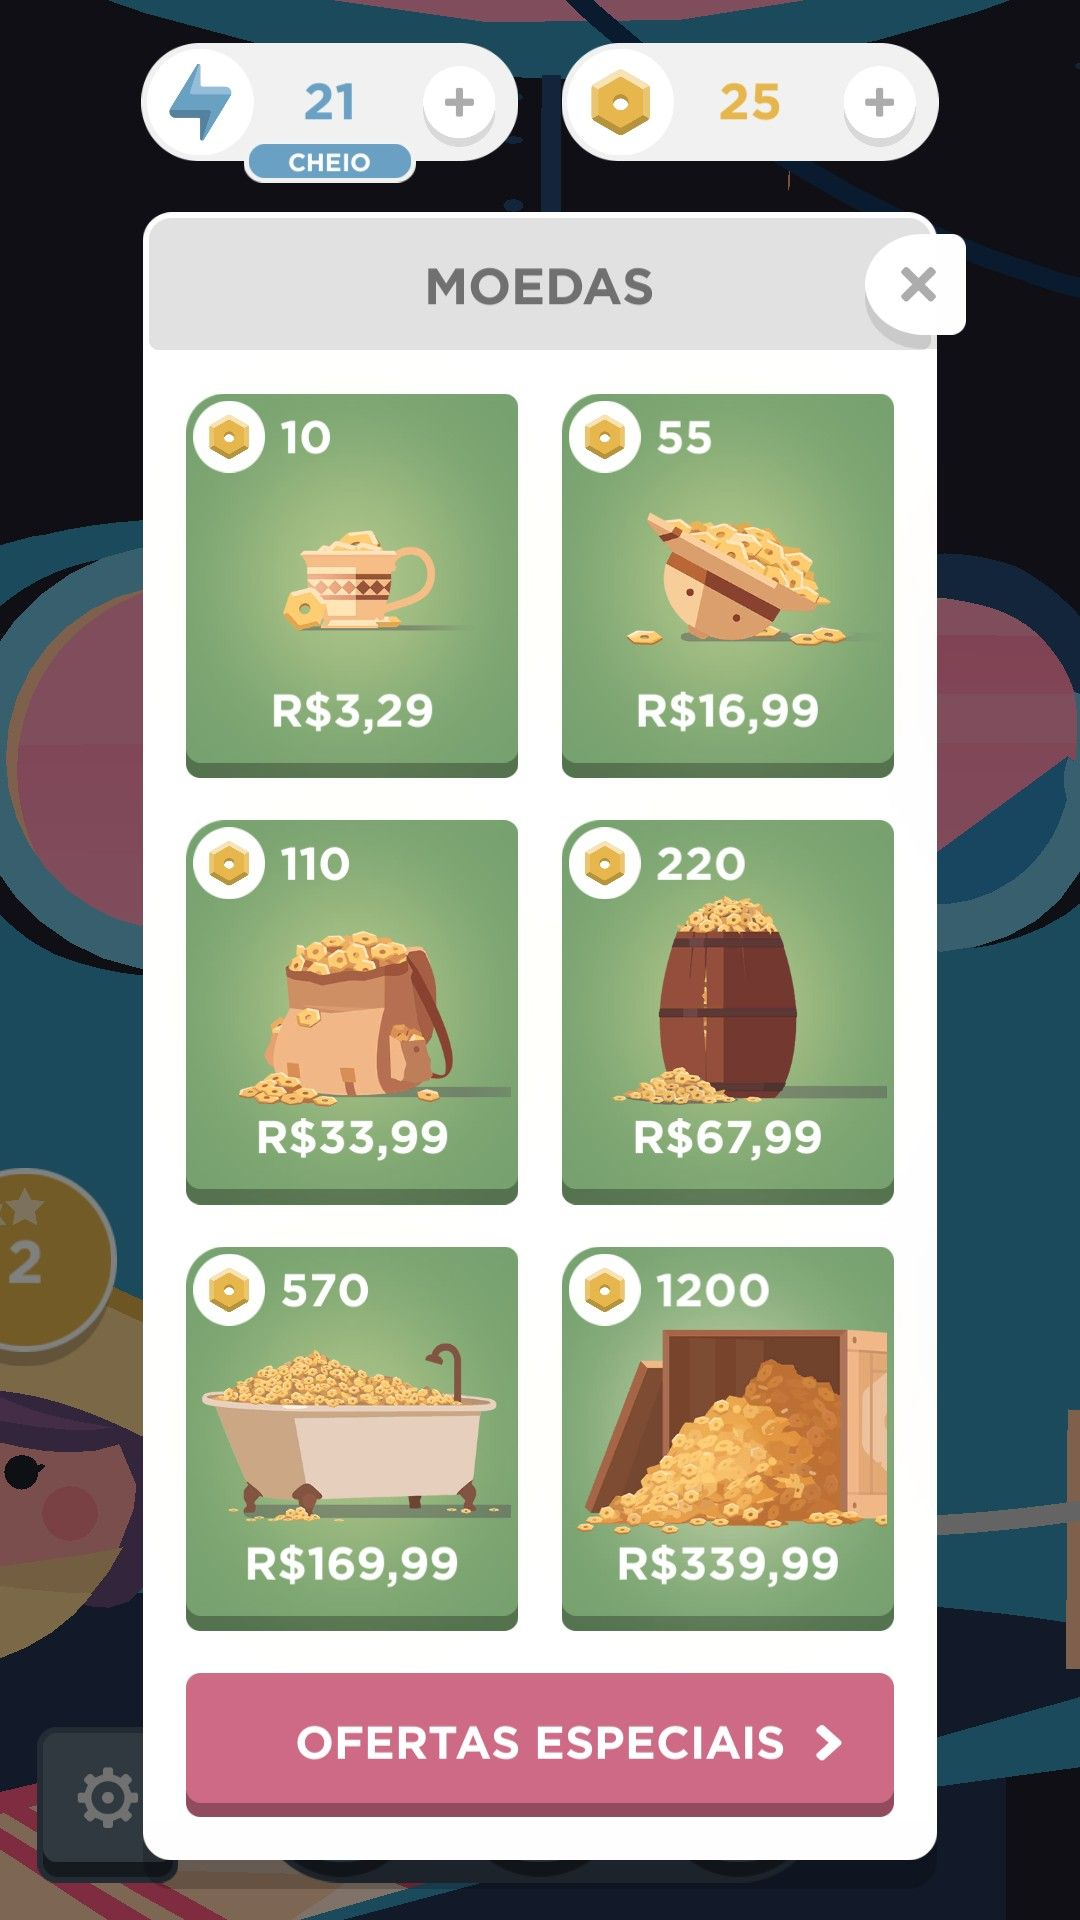 21
25
CHEIO
MOEDAS
10
55
R$3,29
R$16,99
110
220
R$33,99
R$67,99
2
570
1200
R$169,99
R$339,99
OFERTAS ESPECIAIS